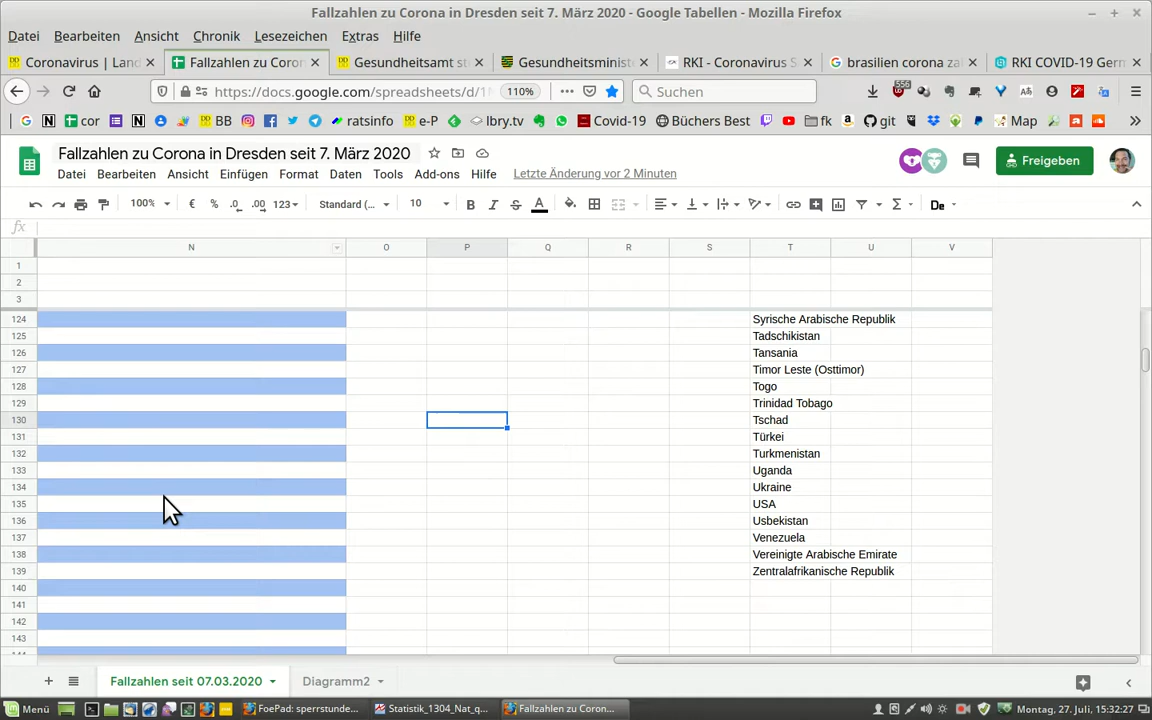 Fallzahlen zu Corona in Dresden seit 7. März 2020 - Google Tabellen - Mozilla Firefox
Datei Bearbeiten Ansicht Chronik Lesezeichen Extras Hilfe
Coronavirus | Land Fallzahlen zu Coron Gesundheitsamt st Gesundheitsministe RKI - Coronavirus S brasilien corona za RKI COVID-19 Gern
https://docs.google.com/spreadsheets/d/1 110% Suchen 556
cor BB ratsinfo e-P lbry.tv Covid-19 Büchers Best fk git Map
Fallzahlen zu Corona in Dresden seit 7. März 2020
Freigeben
Datei Bearbeiten Ansicht Einfügen Format Daten Tools Add-ons Hilfe Letzte Änderung vor 2 Minuten
100% € % .0 .00 123 Standard (... 10 B I S A Σ De
fx
N O P Q R S T U V
1
2
3
124 Syrische Arabische Republik
125 Tadschikistan
126 Tansania
127 Timor Leste (Osttimor)
128 Togo
129 Trinidad Tobago
130 Tschad
131 Türkei
132 Turkmenistan
133 Uganda
134 Ukraine
135 USA
136 Usbekistan
137 Venezuela
138 Vereinigte Arabische Emirate
139 Zentralafrikanische Republik
140
141
142
143
Fallzahlen seit 07.03.2020 Diagramm2
Menü FoePad: sperrstunde... Statistik_1304_Nat_q... Fallzahlen zu Coron... Montag, 27. Juli, 15:32:27